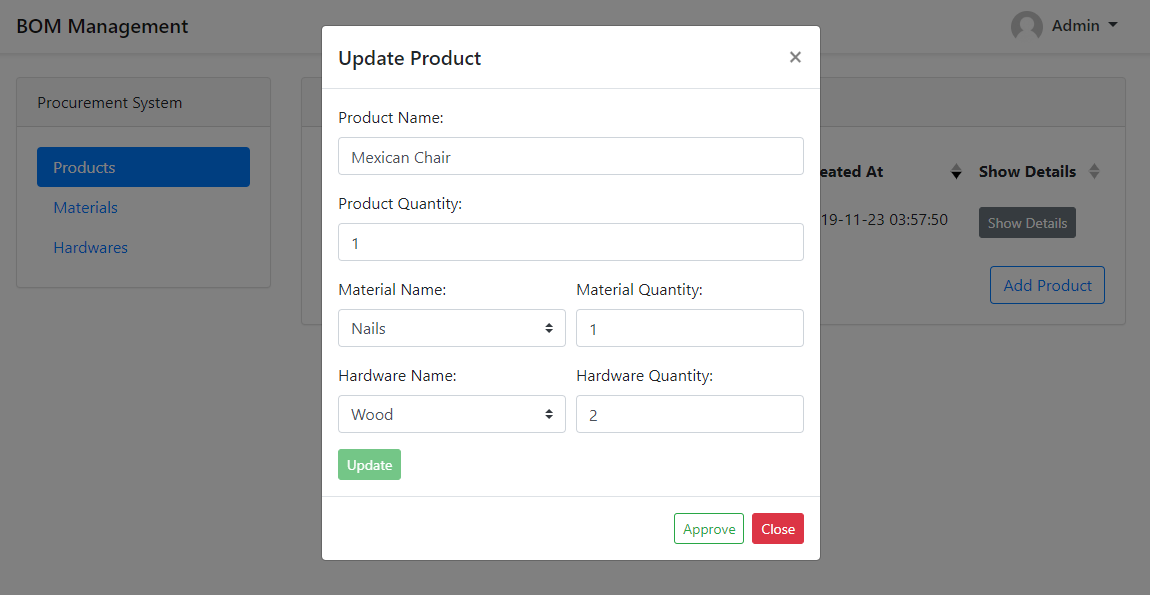 BOM Management
Admin
Update Product
×
Procurement System
Products
Materials
Hardwares
Product Name:
Mexican Chair
Product Quantity:
1
Material Name: Material Quantity:
Nails 1
Hardware Name: Hardware Quantity:
Wood 2
Update
Approve Close
eated At Show Details
19-11-23 03:57:50 Show Details
Add Product